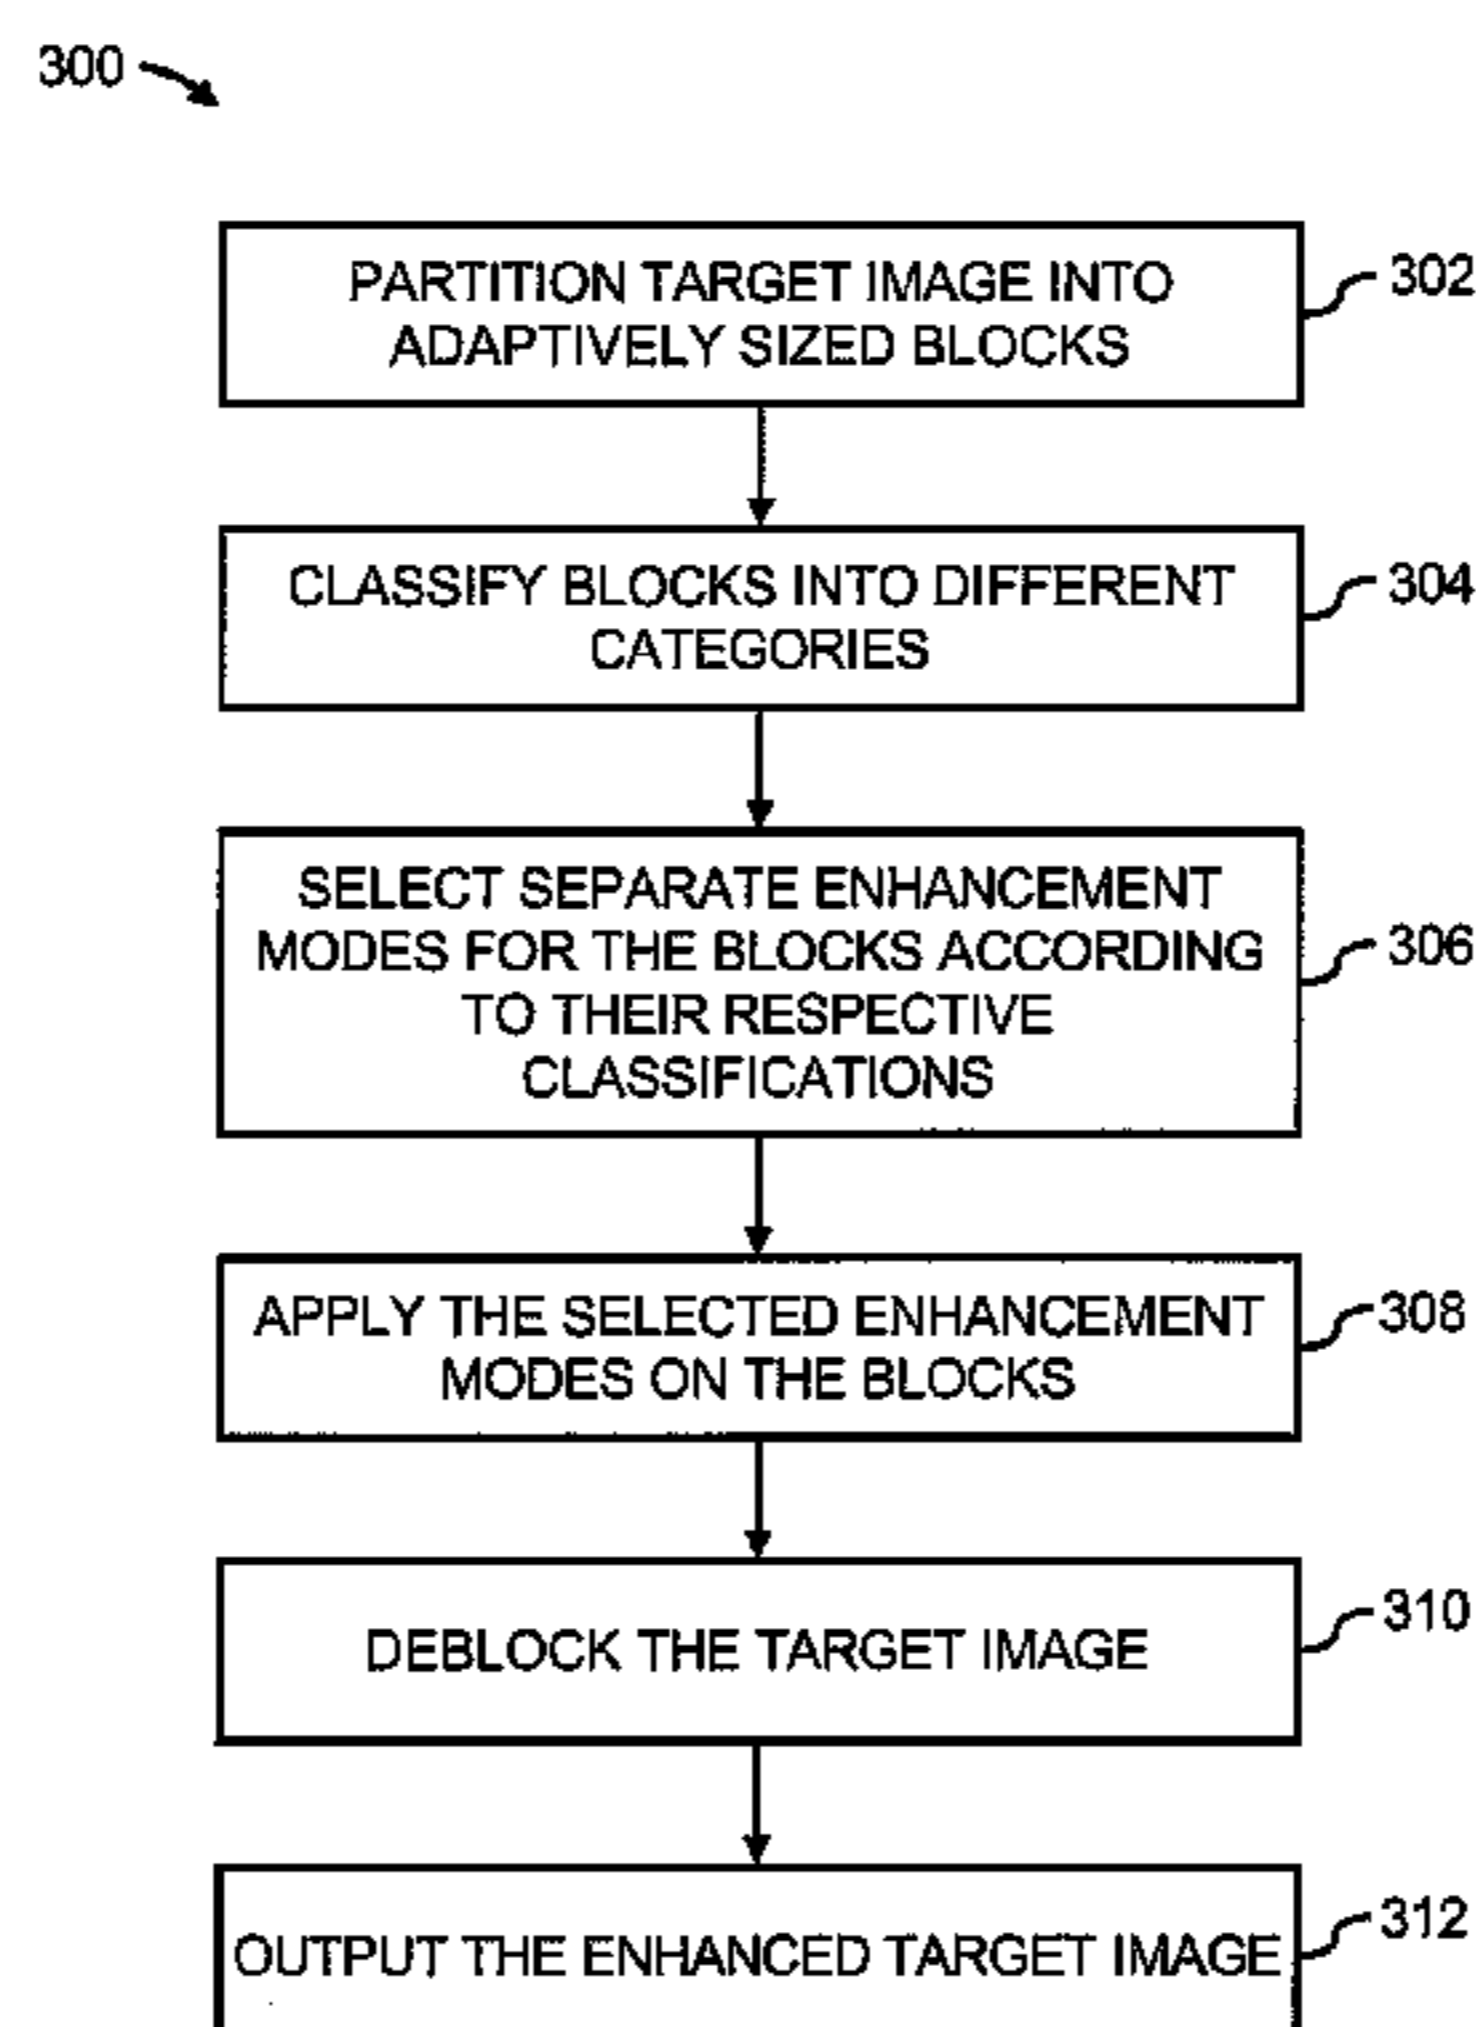 300
PARTITION TARGET IMAGE INTO
ADAPTIVELY SIZED BLOCKS
302
CLASSIFY BLOCKS INTO DIFFERENT
CATEGORIES
304
SELECT SEPARATE ENHANCEMENT
MODES FOR THE BLOCKS ACCORDING
TO THEIR RESPECTIVE
CLASSIFICATIONS
306
APPLY THE SELECTED ENHANCEMENT
MODES ON THE BLOCKS
308
DEBLOCK THE TARGET IMAGE
310
OUTPUT THE ENHANCED TARGET IMAGE
312